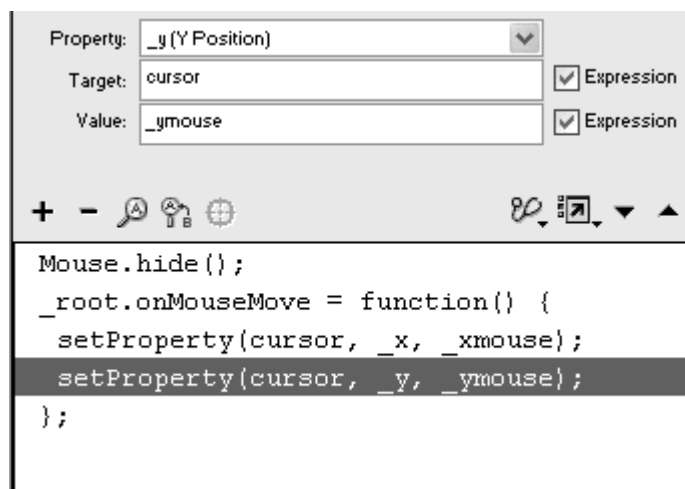 Property: _y (Y Position)
Target: cursor Expression
Value: _ymouse Expression
Mouse.hide();
_root.onMouseMove = function() {
setProperty(cursor, _x, _xmouse);
setProperty(cursor, _y, _ymouse);
};